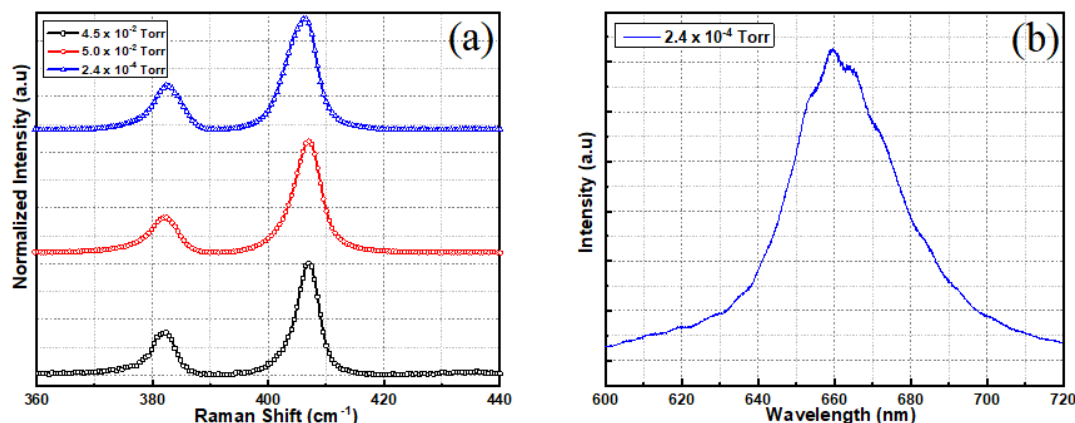 (a)
4.5 x 10⁻² Torr
5.0 x 10⁻² Torr
2.4 x 10⁻⁴ Torr
Normalized Intensity (a.u)
360 380 400 420 440
Raman Shift (cm⁻¹)
(b)
2.4 x 10⁻⁴ Torr
Intensity (a.u)
600 620 640 660 680 700 720
Wavelength (nm)